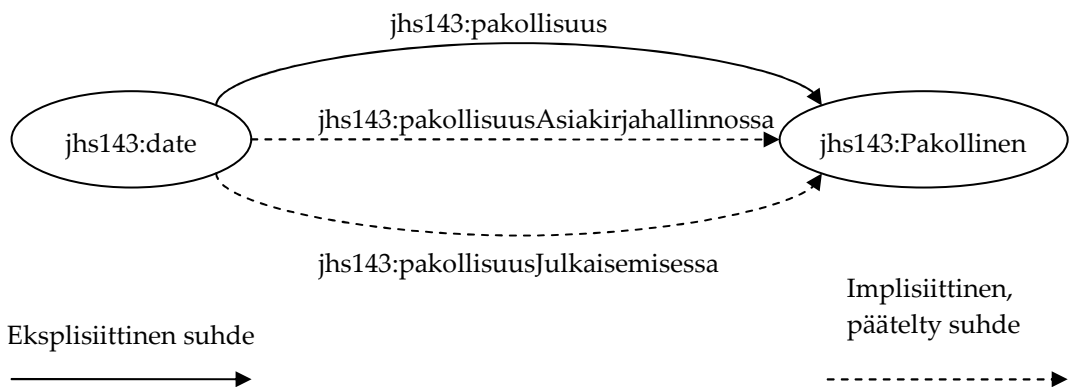 jhs143:pakollisuus
jhs143:date
jhs143:pakollisuusAsiakirjahallinnossa
jhs143:Pakollinen
jhs143:pakollisuusJulkaisemisessa
Eksplisiittinen suhde
Implisiittinen,
päätelty suhde